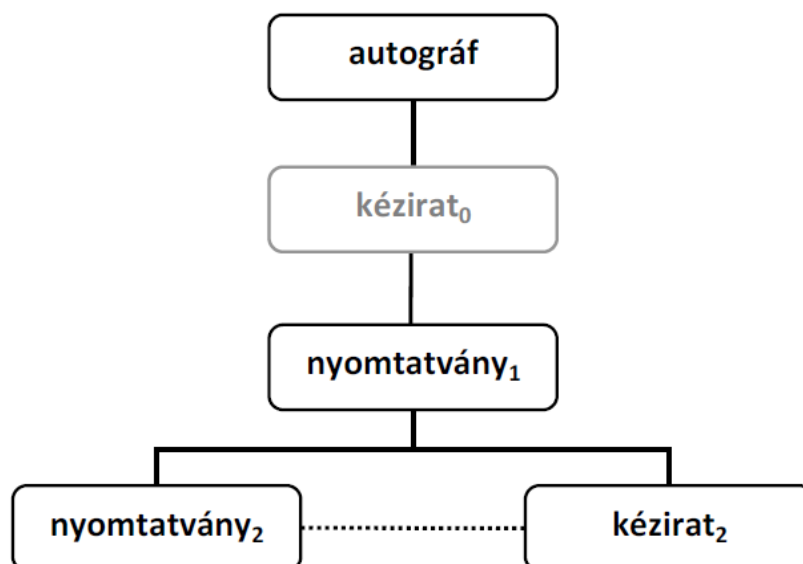 autográf
kézirat₀
nyomtatvány₁
nyomtatvány₂
kézirat₂